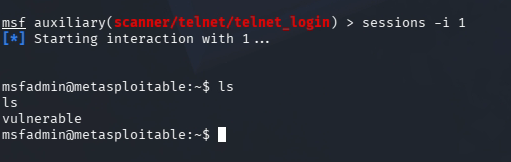 msf auxiliary(scanner/telnet/telnet_login) > sessions -i 1
[*] Starting interaction with 1...
msfadmin@metasploitable:~$ ls
ls
vulnerable
msfadmin@metasploitable:~$